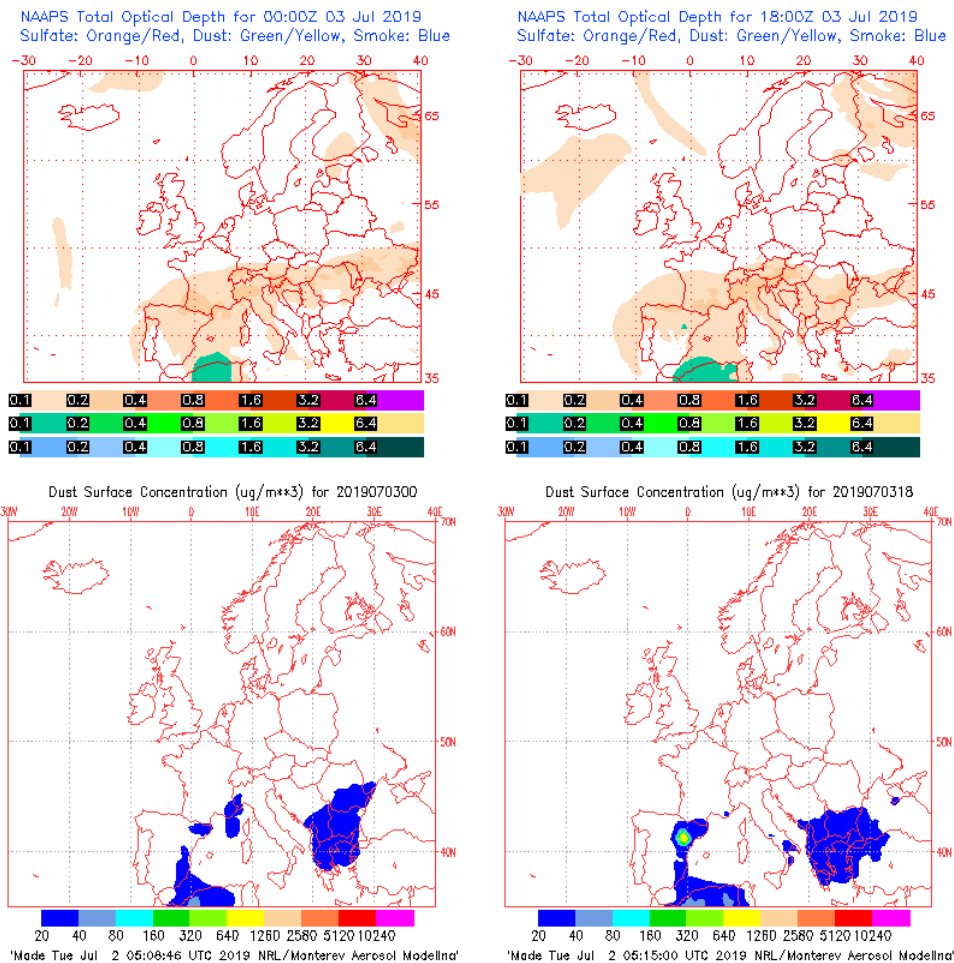 NAAPS Total Optical Depth for 00:00Z 03 Jul 2019
Sulfate: Orange/Red, Dust: Green/Yellow, Smoke: Blue
-30 -20 -10 0 10 20 30 40
65
55
45
35
0.1 0.2 0.4 0.8 1.6 3.2 6.4
0.1 0.2 0.4 0.8 1.6 3.2 6.4
0.1 0.2 0.4 0.8 1.6 3.2 6.4
NAAPS Total Optical Depth for 18:00Z 03 Jul 2019
Sulfate: Orange/Red, Dust: Green/Yellow, Smoke: Blue
-30 -20 -10 0 10 20 30 40
65
55
45
35
0.1 0.2 0.4 0.8 1.6 3.2 6.4
0.1 0.2 0.4 0.8 1.6 3.2 6.4
0.1 0.2 0.4 0.8 1.6 3.2 6.4
Dust Surface Concentration (ug/m**3) for 2019070300
30W 20W 10W 0 10E 20E 30E 40E
70N
60N
50N
40N
20 40 80 160 320 640 1260 2580 5120 10240
'Made Tue Jul 2 05:08:46 UTC 2019 NRL/Monterey Aerosol Modeling'
Dust Surface Concentration (ug/m**3) for 2019070318
30W 20W 10W 0 10E 20E 30E 40E
70N
60N
50N
40N
20 40 80 160 320 640 1260 2580 5120 10240
'Made Tue Jul 2 05:15:00 UTC 2019 NRL/Monterey Aerosol Modeling'